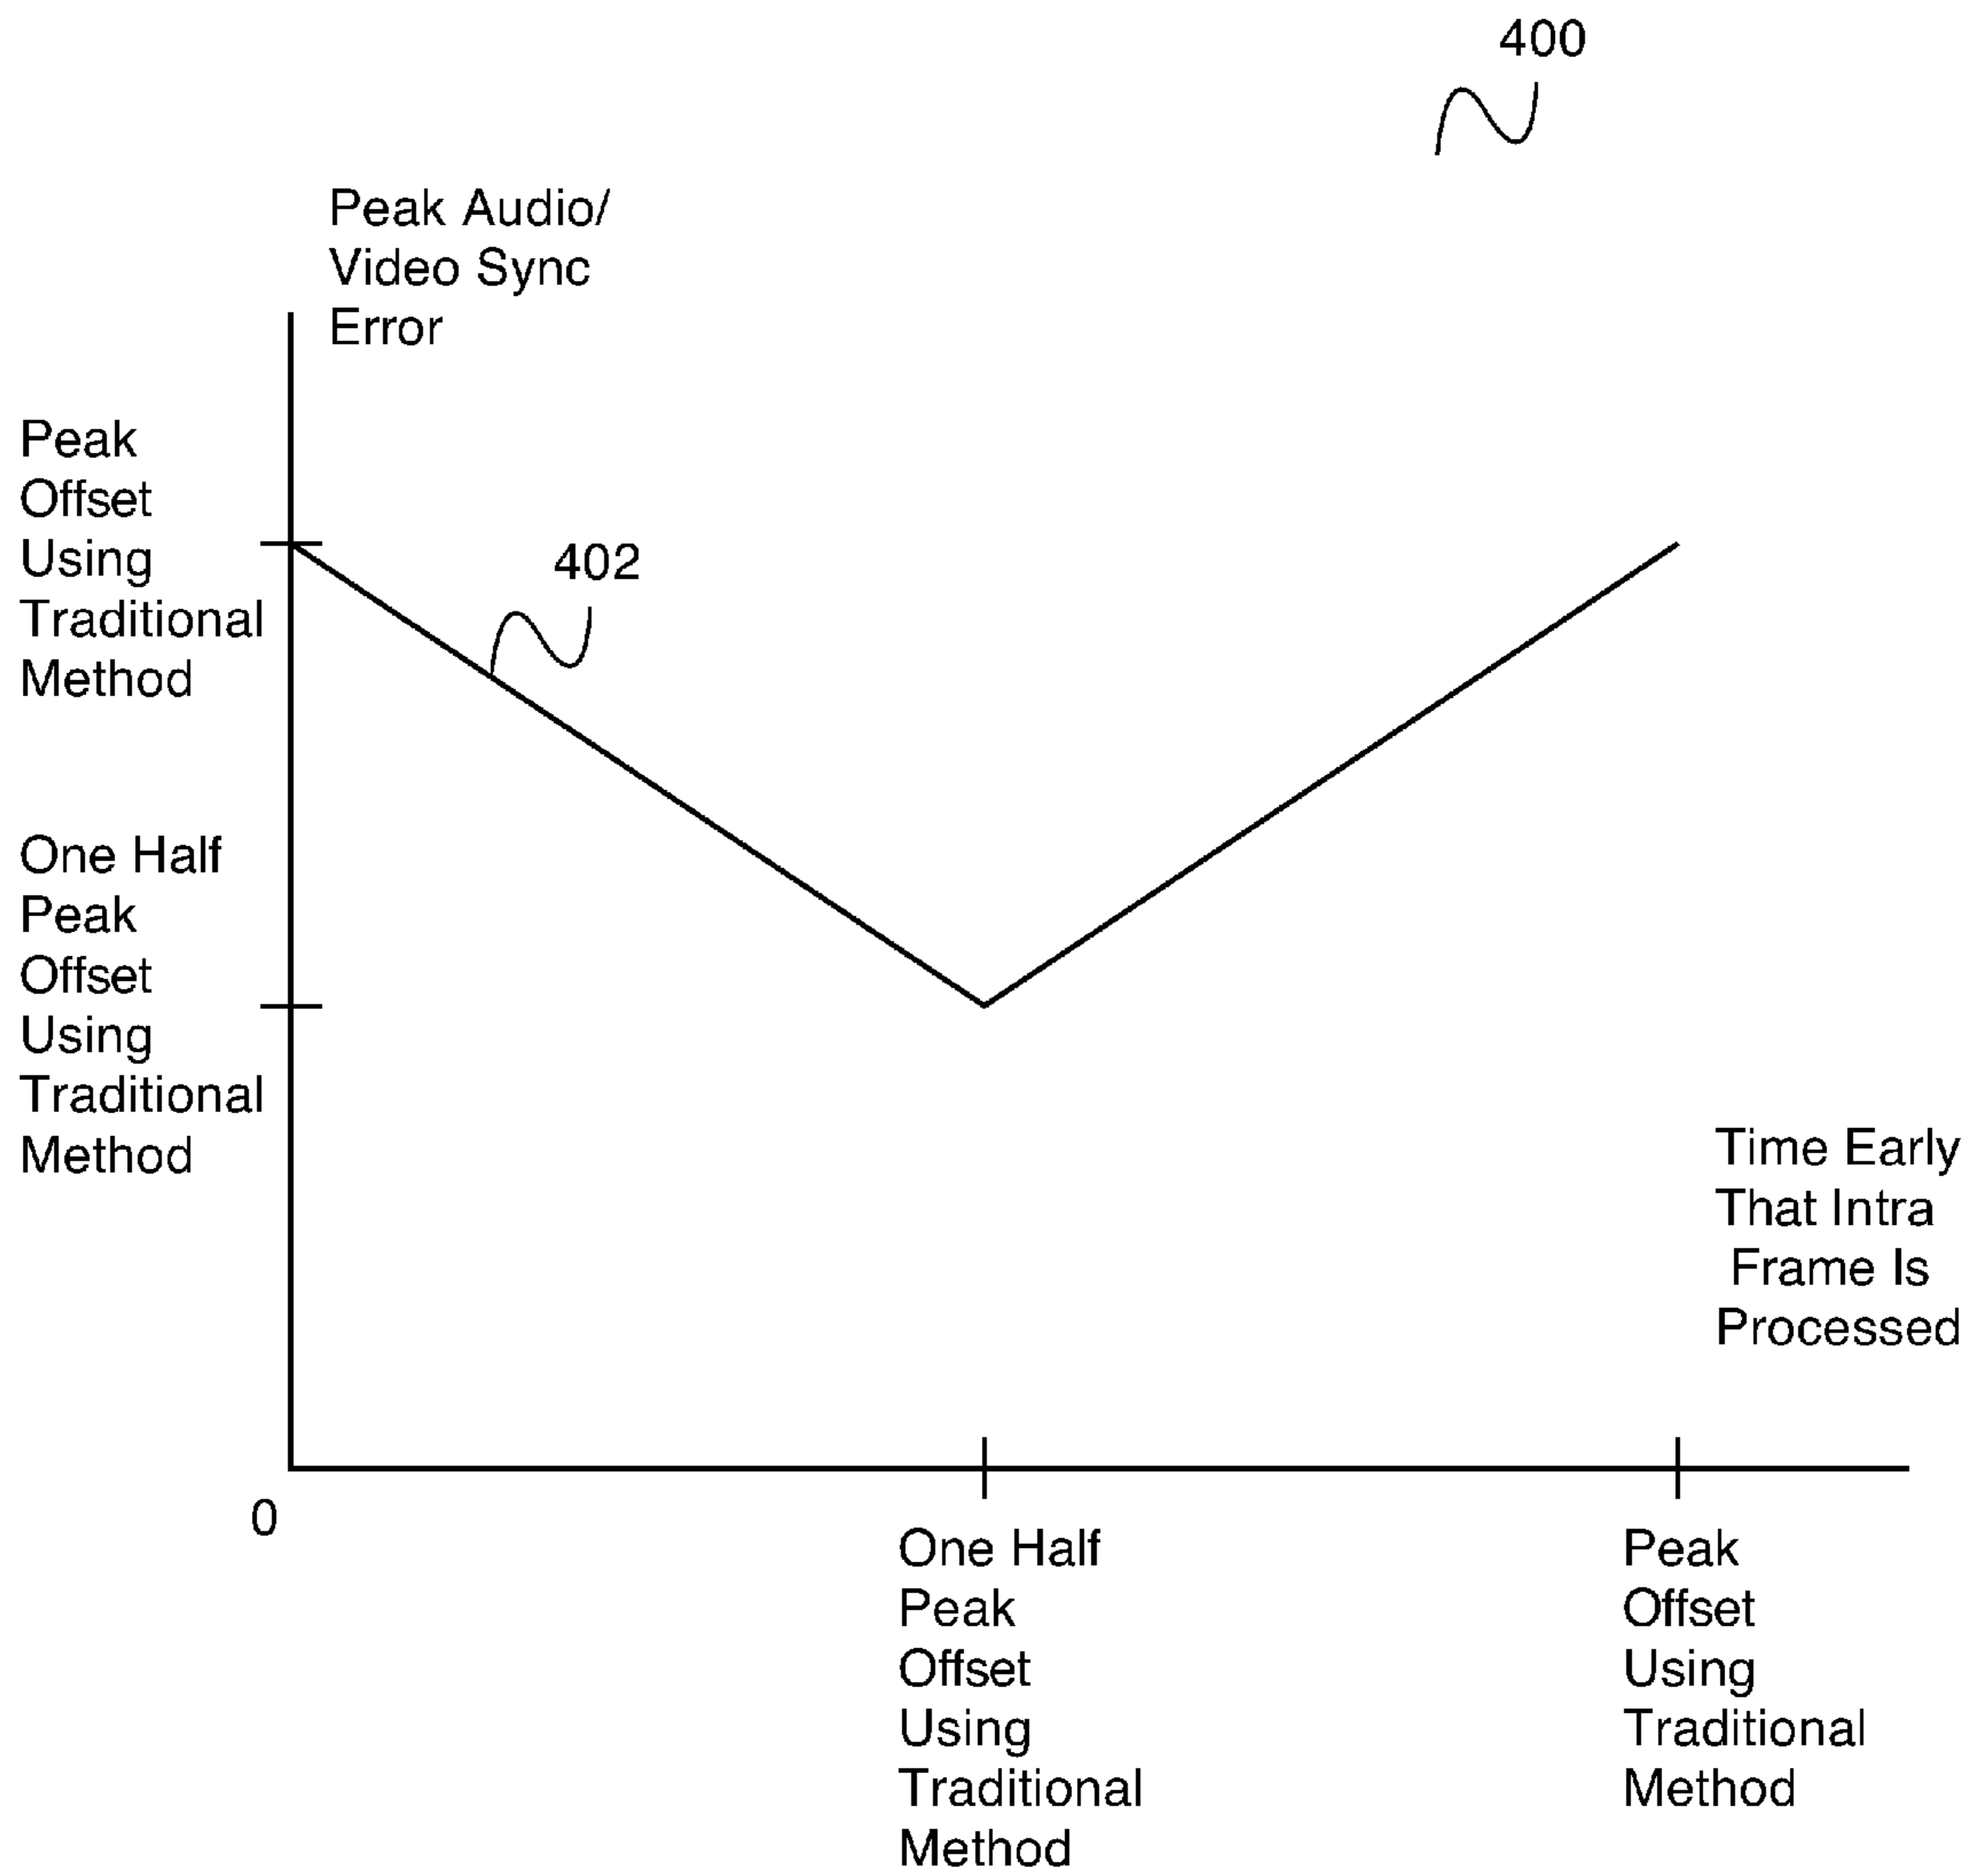 400
Peak Audio/
Video Sync
Error
Peak
Offset
Using
Traditional
Method
402
One Half
Peak
Offset
Using
Traditional
Method
Time Early
That Intra
Frame Is
Processed
0
One Half
Peak
Offset
Using
Traditional
Method
Peak
Offset
Using
Traditional
Method